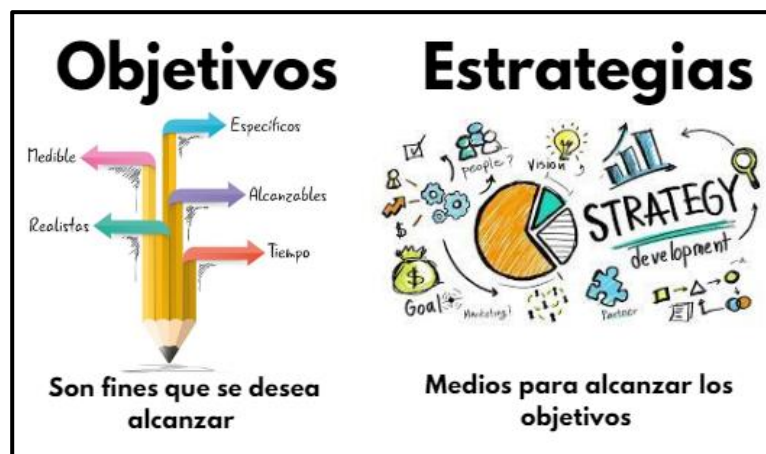 Objetivos
Específicos
Medible
Alcanzables
Realistas
Tiempo
Son fines que se desea
alcanzar
Estrategias
people?
Vision
$
STRATEGY
development
$
Goal
Marketing!
Partner
Medios para alcanzar los
objetivos